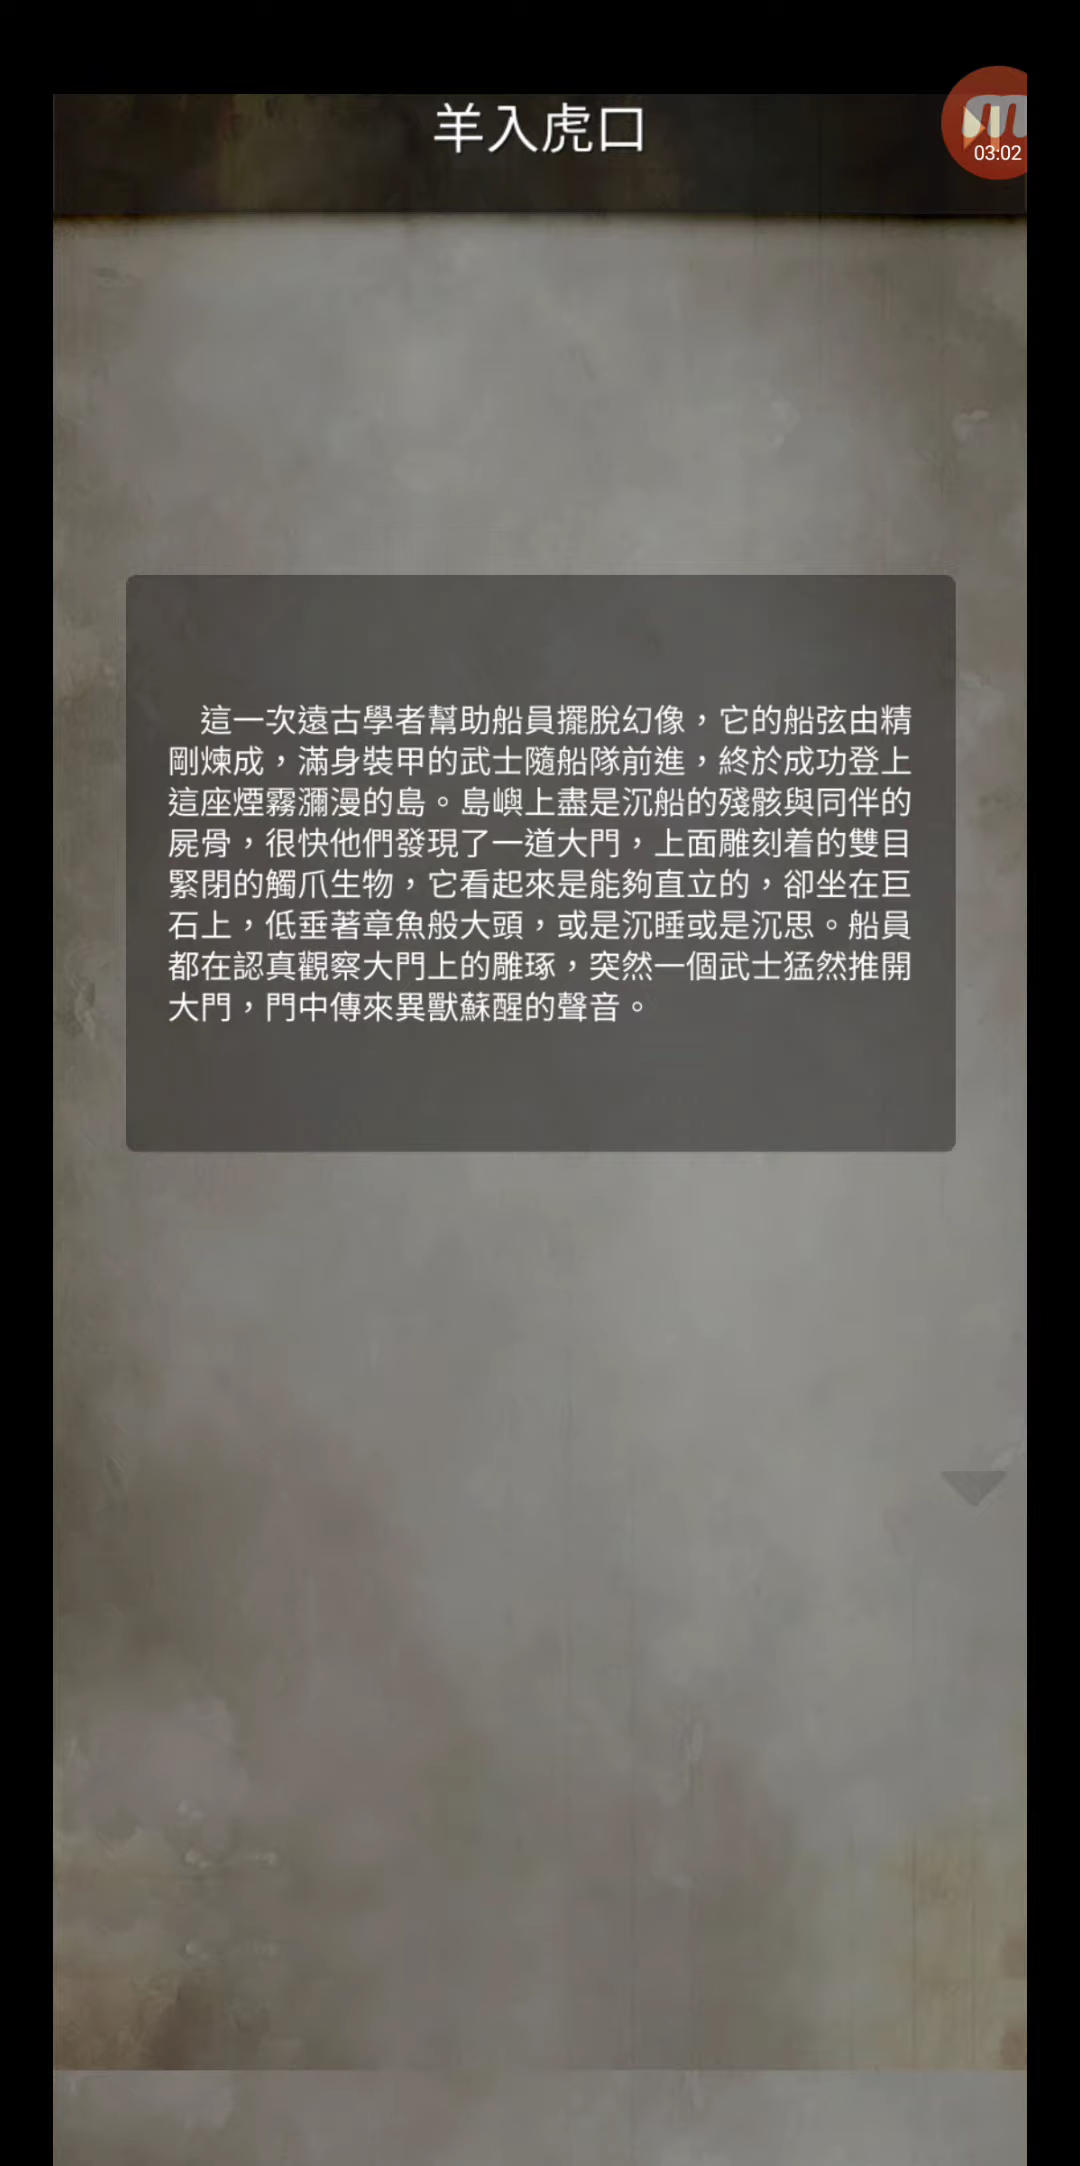 羊入虎口
03:02
這一次遠古學者幫助船員擺脫幻像，它的船弦由精
剛煉成，滿身裝甲的武士隨船隊前進，終於成功登上
這座煙霧瀰漫的島。島嶼上盡是沉船的殘骸與同伴的
屍骨，很快他們發現了一道大門，上面雕刻着的雙目
緊閉的觸爪生物，它看起來是能夠直立的，卻坐在巨
石上，低垂著章魚般大頭，或是沉睡或是沉思。船員
都在認真觀察大門上的雕琢，突然一個武士猛然推開
大門，門中傳來異獸蘇醒的聲音。